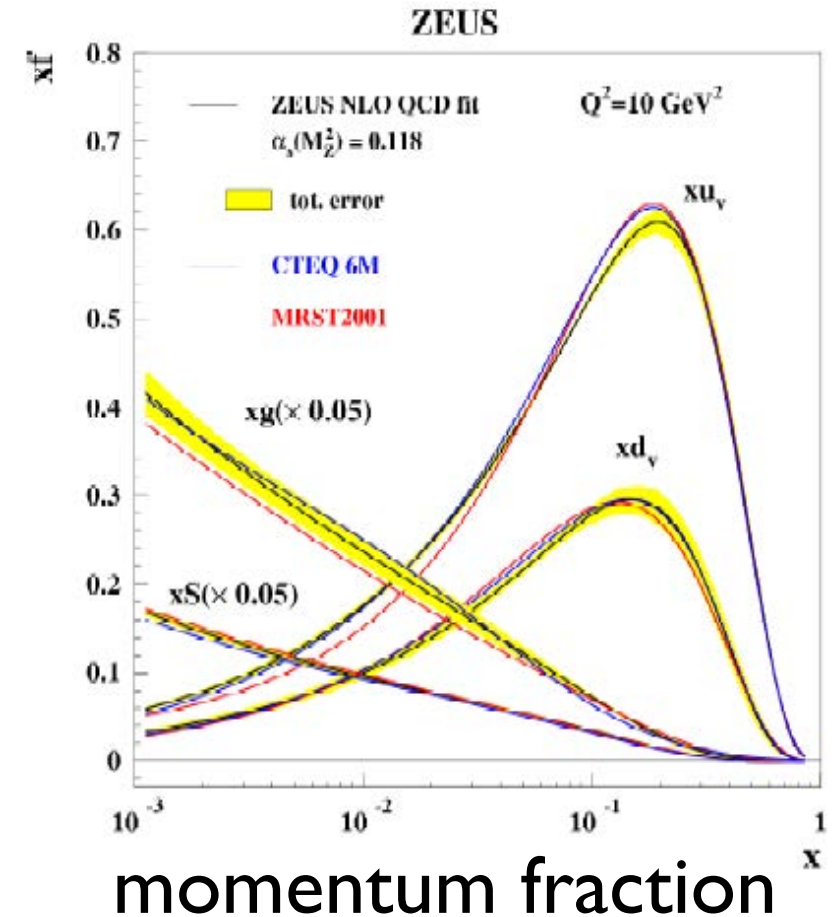 ZEUS
xf
0.8
0.7
0.6
0.5
0.4
0.3
0.2
0.1
0
ZEUS NLO QCD fit
αs(M²Z) = 0.118
tot. error
CTEQ 6M
MRST2001
Q²=10 GeV²
xuv
xdv
xg(× 0.05)
xS(× 0.05)
10⁻³ 10⁻² 10⁻¹ 1
x
momentum fraction